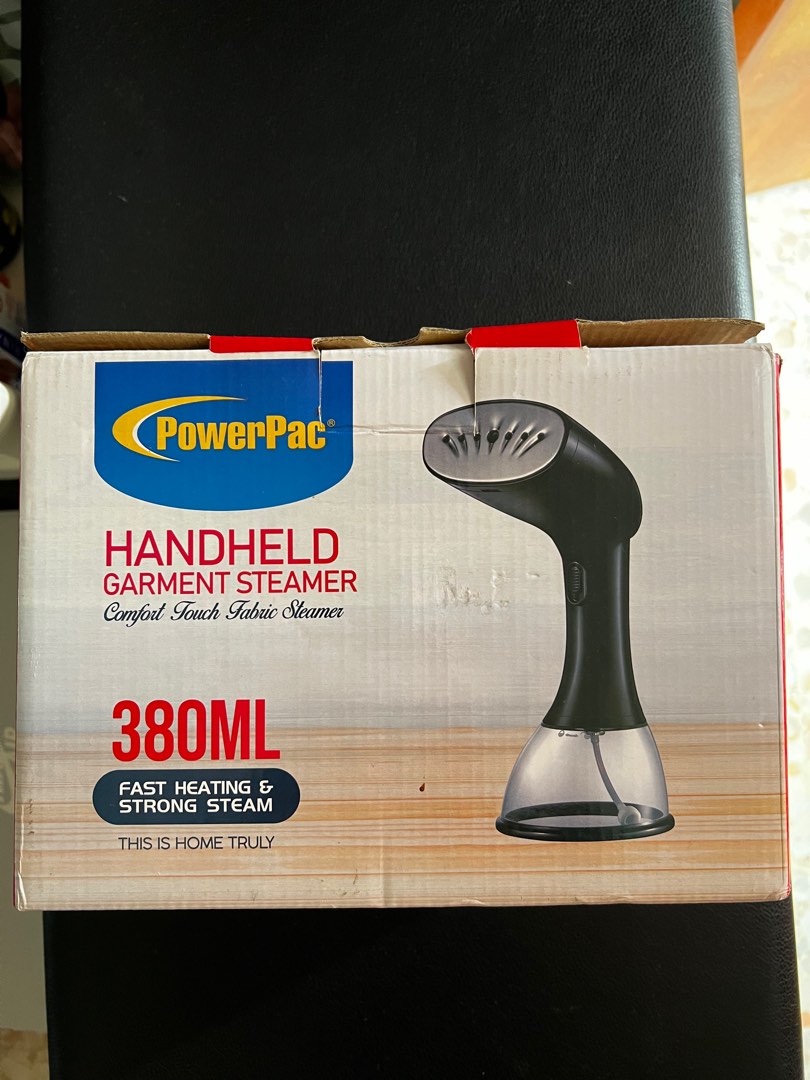 PowerPac®
HANDHELD
GARMENT STEAMER
Comfort Touch Fabric Steamer
380ML
FAST HEATING &
STRONG STEAM
THIS IS HOME TRULY